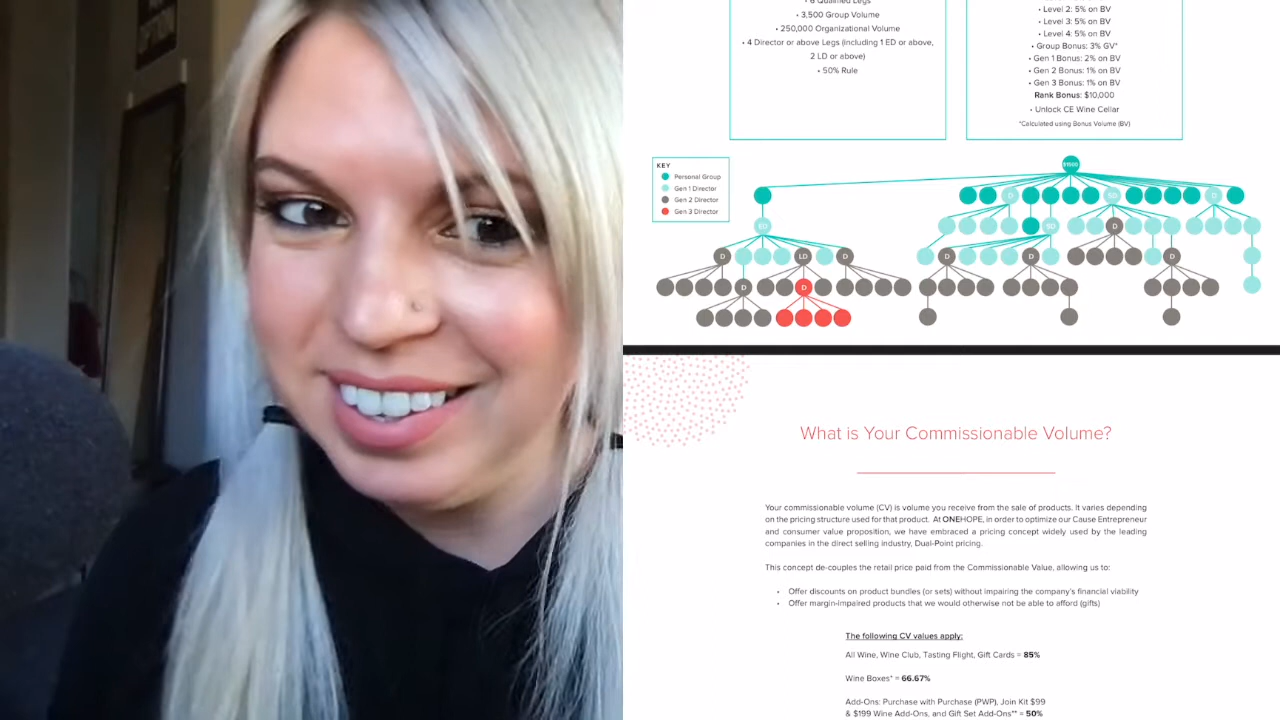 • 6 Qualified Legs
• 3,500 Group Volume
• 250,000 Organizational Volume
• 4 Director or above Legs (including 1 ED or above,
2 LD or above)
• 50% Rule
• Level 2: 5% on BV
• Level 3: 5% on BV
• Level 4: 5% on BV
• Group Bonus: 3% GV*
• Gen 1 Bonus: 2% on BV
• Gen 2 Bonus: 1% on BV
• Gen 3 Bonus: 1% on BV
Rank Bonus: $10,000
• Unlock CE Wine Cellar
*Calculated using Bonus Volume (BV)
KEY
Personal Group
Gen 1 Director
Gen 2 Director
Gen 3 Director
D
D
ED
D
D
LD
D
D
D
D
D
D
What is Your Commissionable Volume?
Your commissionable volume (CV) is volume you receive from the sale of products. It varies depending
on the pricing structure used for that product. At ONEHOPE, in order to optimize our Cause Entrepreneur
and consumer value proposition, we have embraced a pricing concept widely used by the leading
companies in the direct selling industry, Dual-Point pricing.
This concept de-couples the retail price paid from the Commissionable Value, allowing us to:
• Offer discounts on product bundles (or sets) without impairing the company's financial viability
• Offer margin-impaired products that we would otherwise not be able to afford (gifts)
The following CV values apply:
All Wine, Wine Club, Tasting Flight, Gift Cards = 85%
Wine Boxes* = 66.67%
Add-Ons: Purchase with Purchase (PWP), Join Kit $99
& $199 Wine Add-Ons, and Gift Set Add-Ons** = 50%